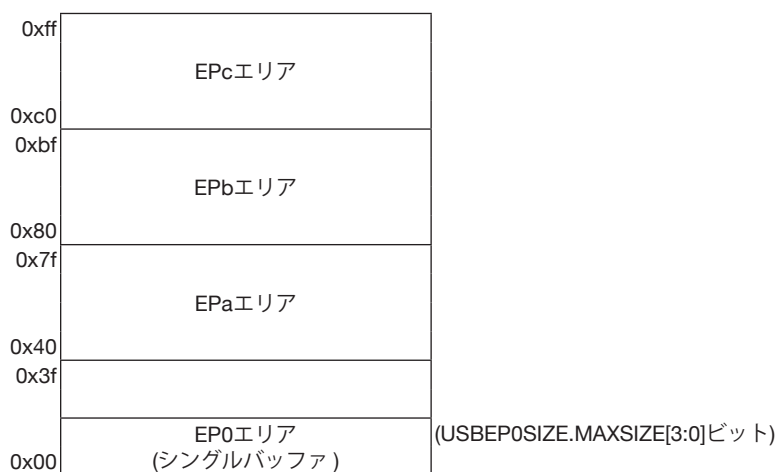 0xff
EPcエリア
0xc0
0xbf
EPbエリア
0x80
0x7f
EPaエリア
0x40
0x3f
EP0エリア
(USBEP0SIZE.MAXSIZE[3:0]ビット)
0x00
(シングルバッファ)